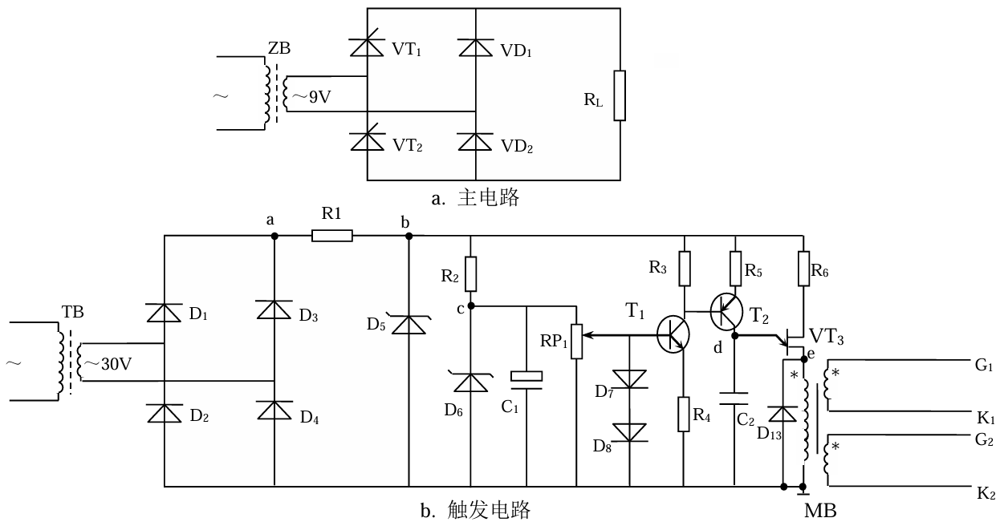 ZB
VT₁
VD₁
～
～9V
R_L
VT₂
VD₂
a. 主电路
a
R1
b
R₂
R₃
R₅
R₆
TB
D₁
D₃
c
D₅
T₁
T₂
RP₁
VT₃
～
～30V
d
e
*
*
G₁
D₂
D₄
D₆
C₁
D₇
R₄
C₂
K₁
D₈
D₁₃
G₂
*
K₂
b. 触发电路
MB